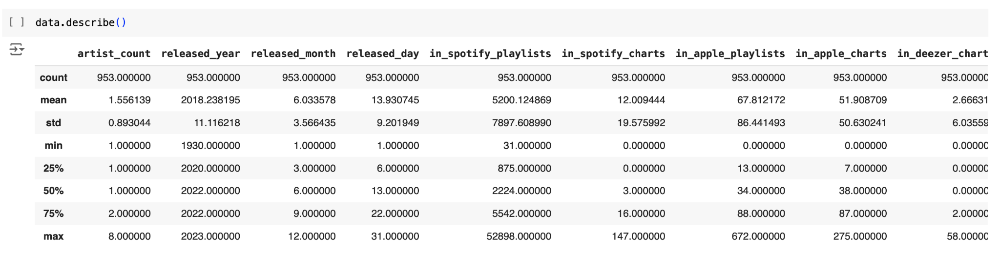 [ ] data.describe()
artist_count released_year released_month released_day in_spotify_playlists in_spotify_charts in_apple_playlists in_apple_charts in_deezer_chart
count 953.000000 953.000000 953.000000 953.000000 953.000000 953.000000 953.000000 953.000000 953.00000
mean 1.556139 2018.238195 6.033578 13.930745 5200.124869 12.009444 67.812172 51.908709 2.66631
std 0.893044 11.116218 3.566435 9.201949 7897.608990 19.575992 86.441493 50.630241 6.03559
min 1.000000 1930.000000 1.000000 1.000000 31.000000 0.000000 0.000000 0.000000 0.00000
25% 1.000000 2020.000000 3.000000 6.000000 875.000000 0.000000 13.000000 7.000000 0.00000
50% 1.000000 2022.000000 6.000000 13.000000 2224.000000 3.000000 34.000000 38.000000 0.00000
75% 2.000000 2022.000000 9.000000 22.000000 5542.000000 16.000000 88.000000 87.000000 2.00000
max 8.000000 2023.000000 12.000000 31.000000 52898.000000 147.000000 672.000000 275.000000 58.00000